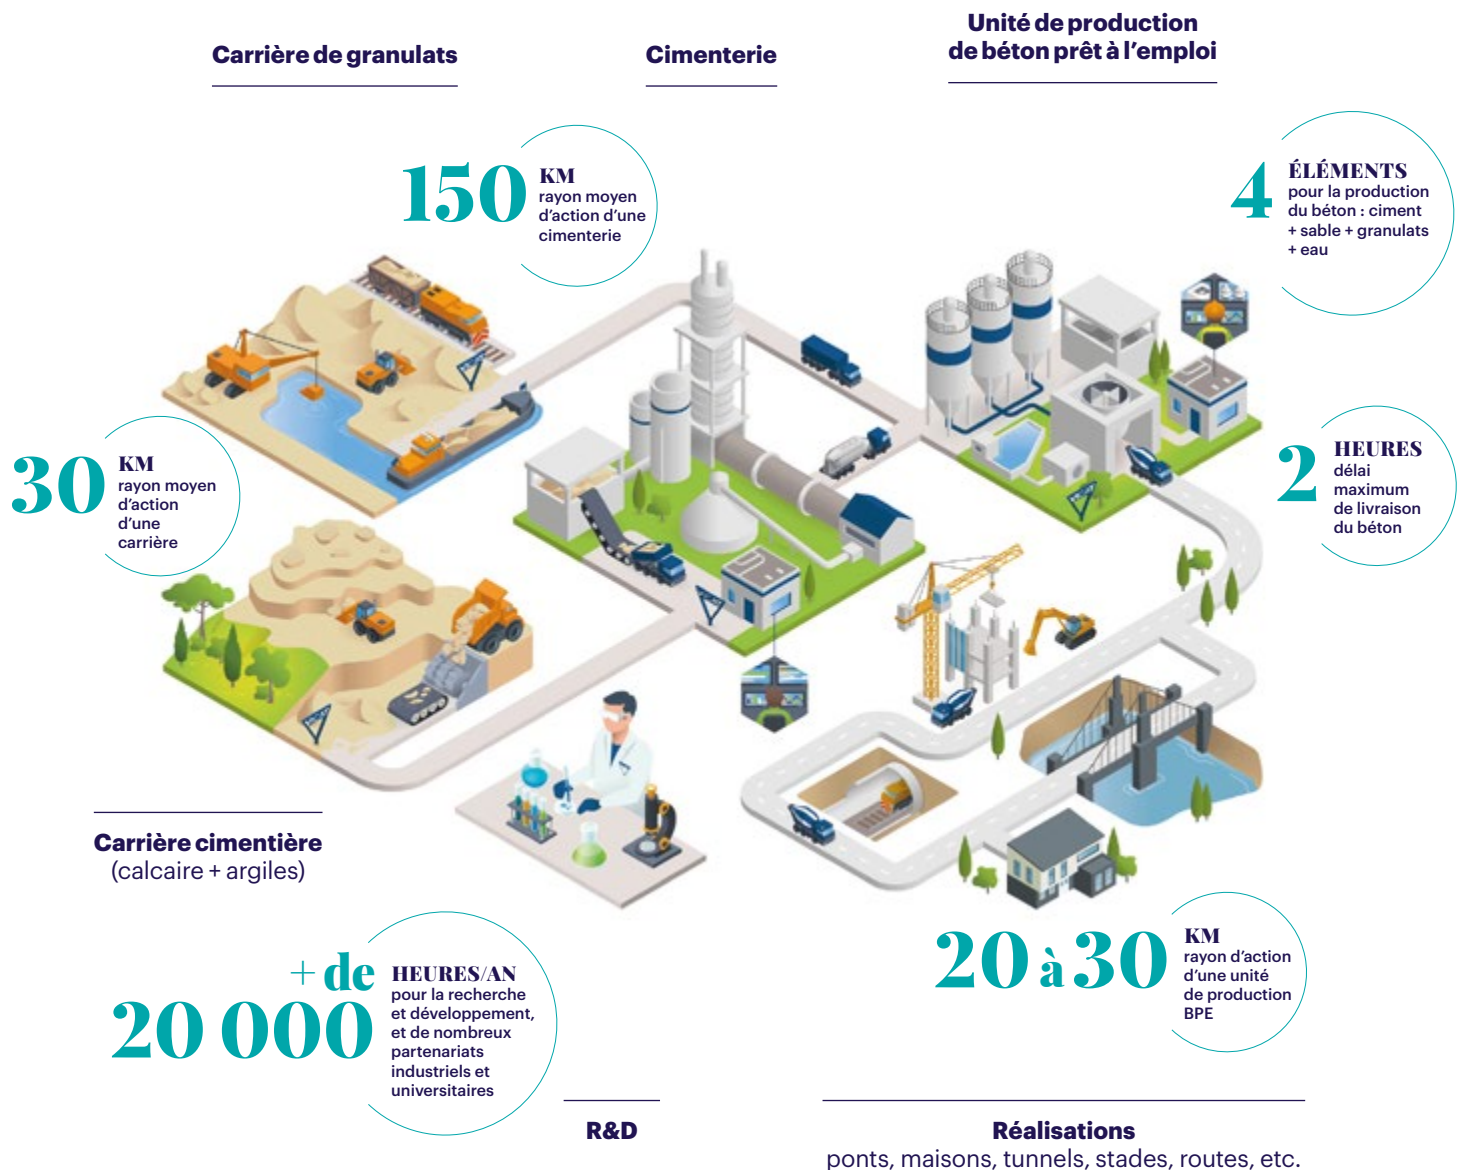 Carrière de granulats
Cimenterie
Unité de production
de béton prêt à l'emploi
150
KM
rayon moyen
d'action d'une
cimenterie
4
ÉLÉMENTS
pour la production
du béton : ciment
+ sable + granulats
+ eau
30
KM
rayon moyen
d'action
d'une
carrière
2
HEURES
délai
maximum
de livraison
du béton
Carrière cimentière
(calcaire + argiles)
+ de
20 000
HEURES/AN
pour la recherche
et développement,
et de nombreux
partenariats
industriels et
universitaires
20 à 30
KM
rayon d'action
d'une unité
de production
BPE
R&D
Réalisations
ponts, maisons, tunnels, stades, routes, etc.